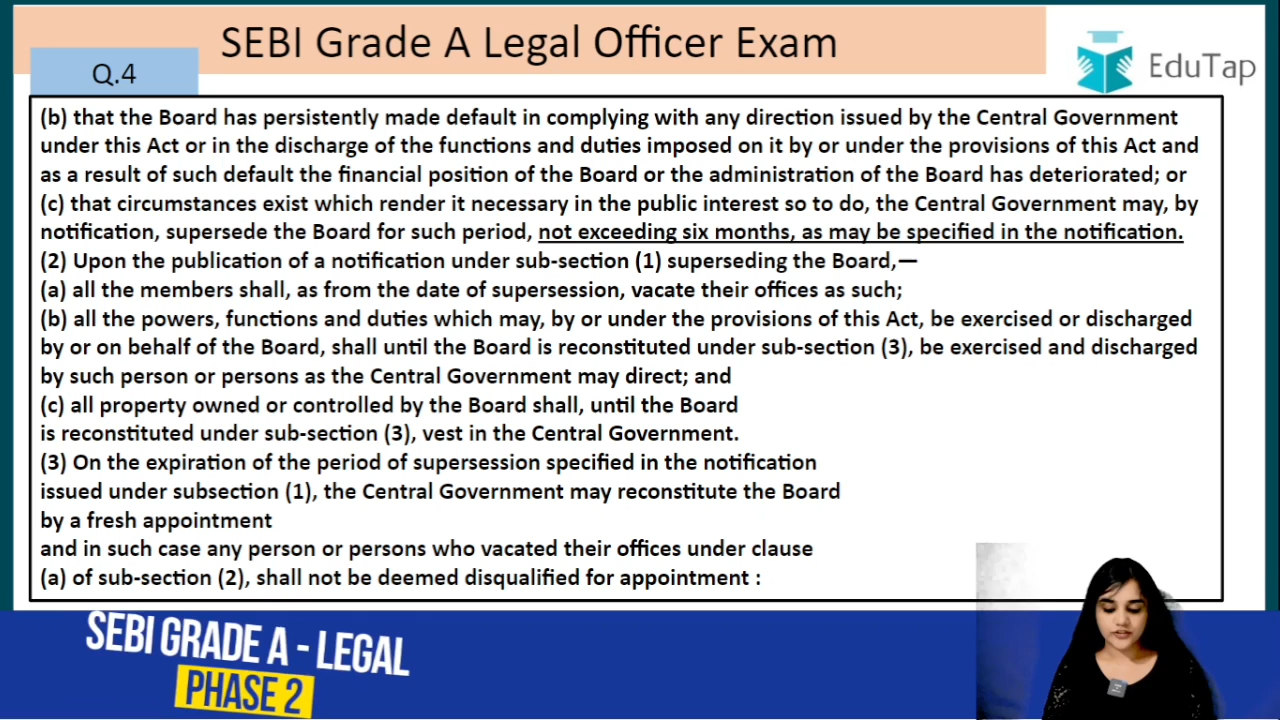 SEBI Grade A Legal Officer Exam
Q.4
EduTap
(b) that the Board has persistently made default in complying with any direction issued by the Central Government
under this Act or in the discharge of the functions and duties imposed on it by or under the provisions of this Act and
as a result of such default the financial position of the Board or the administration of the Board has deteriorated; or
(c) that circumstances exist which render it necessary in the public interest so to do, the Central Government may, by
notification, supersede the Board for such period, not exceeding six months, as may be specified in the notification.
(2) Upon the publication of a notification under sub-section (1) superseding the Board,—
(a) all the members shall, as from the date of supersession, vacate their offices as such;
(b) all the powers, functions and duties which may, by or under the provisions of this Act, be exercised or discharged
by or on behalf of the Board, shall until the Board is reconstituted under sub-section (3), be exercised and discharged
by such person or persons as the Central Government may direct; and
(c) all property owned or controlled by the Board shall, until the Board
is reconstituted under sub-section (3), vest in the Central Government.
(3) On the expiration of the period of supersession specified in the notification
issued under subsection (1), the Central Government may reconstitute the Board
by a fresh appointment
and in such case any person or persons who vacated their offices under clause
(a) of sub-section (2), shall not be deemed disqualified for appointment :
SEBI GRADE A - LEGAL
PHASE 2